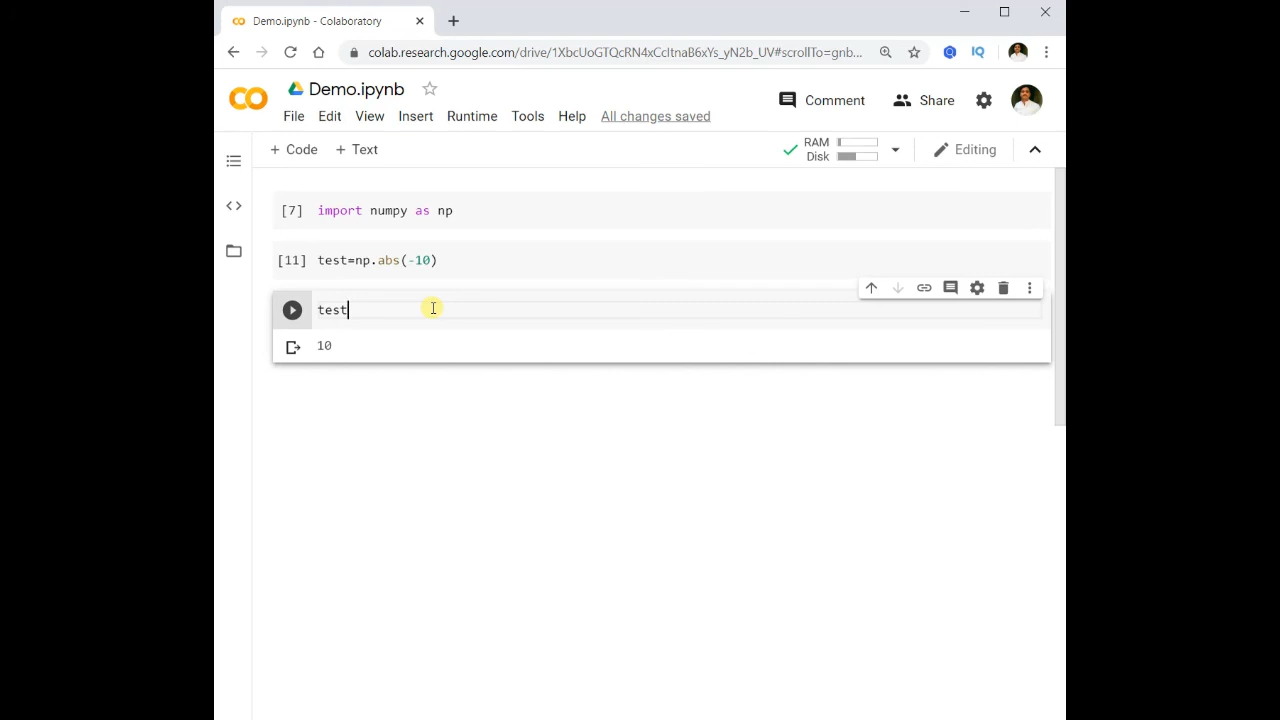 Demo.ipynb - Colaboratory
colab.research.google.com/drive/1XbcUoGTQcRN4xCcItnaB6xYs_yN2b_UV#scrollTo=gnb...
IQ
Demo.ipynb
Comment
Share
File Edit View Insert Runtime Tools Help All changes saved
+ Code + Text
RAM
Disk
Editing
[7] import numpy as np
[11] test=np.abs(-10)
test
10